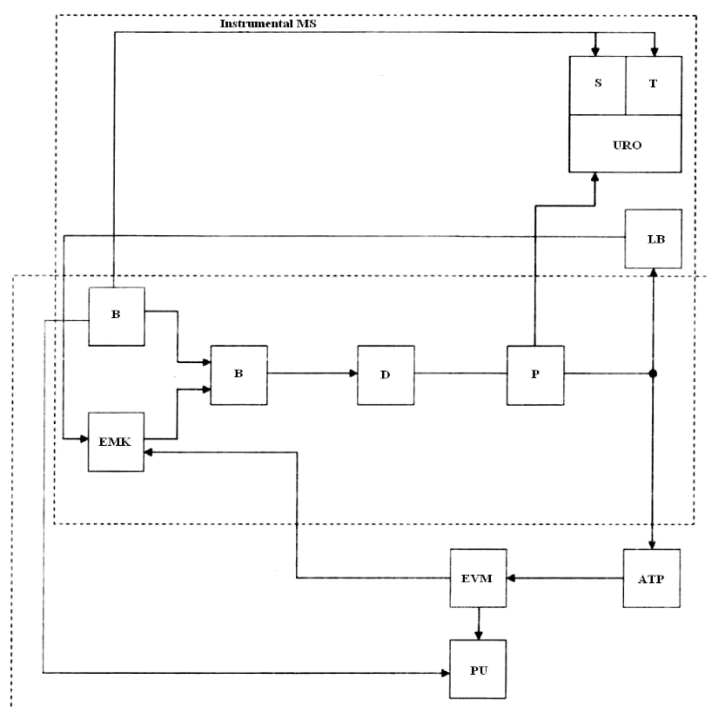 Instrumental MS
S T
URO
LB
B
B D P
EMK
EVM ATP
PU